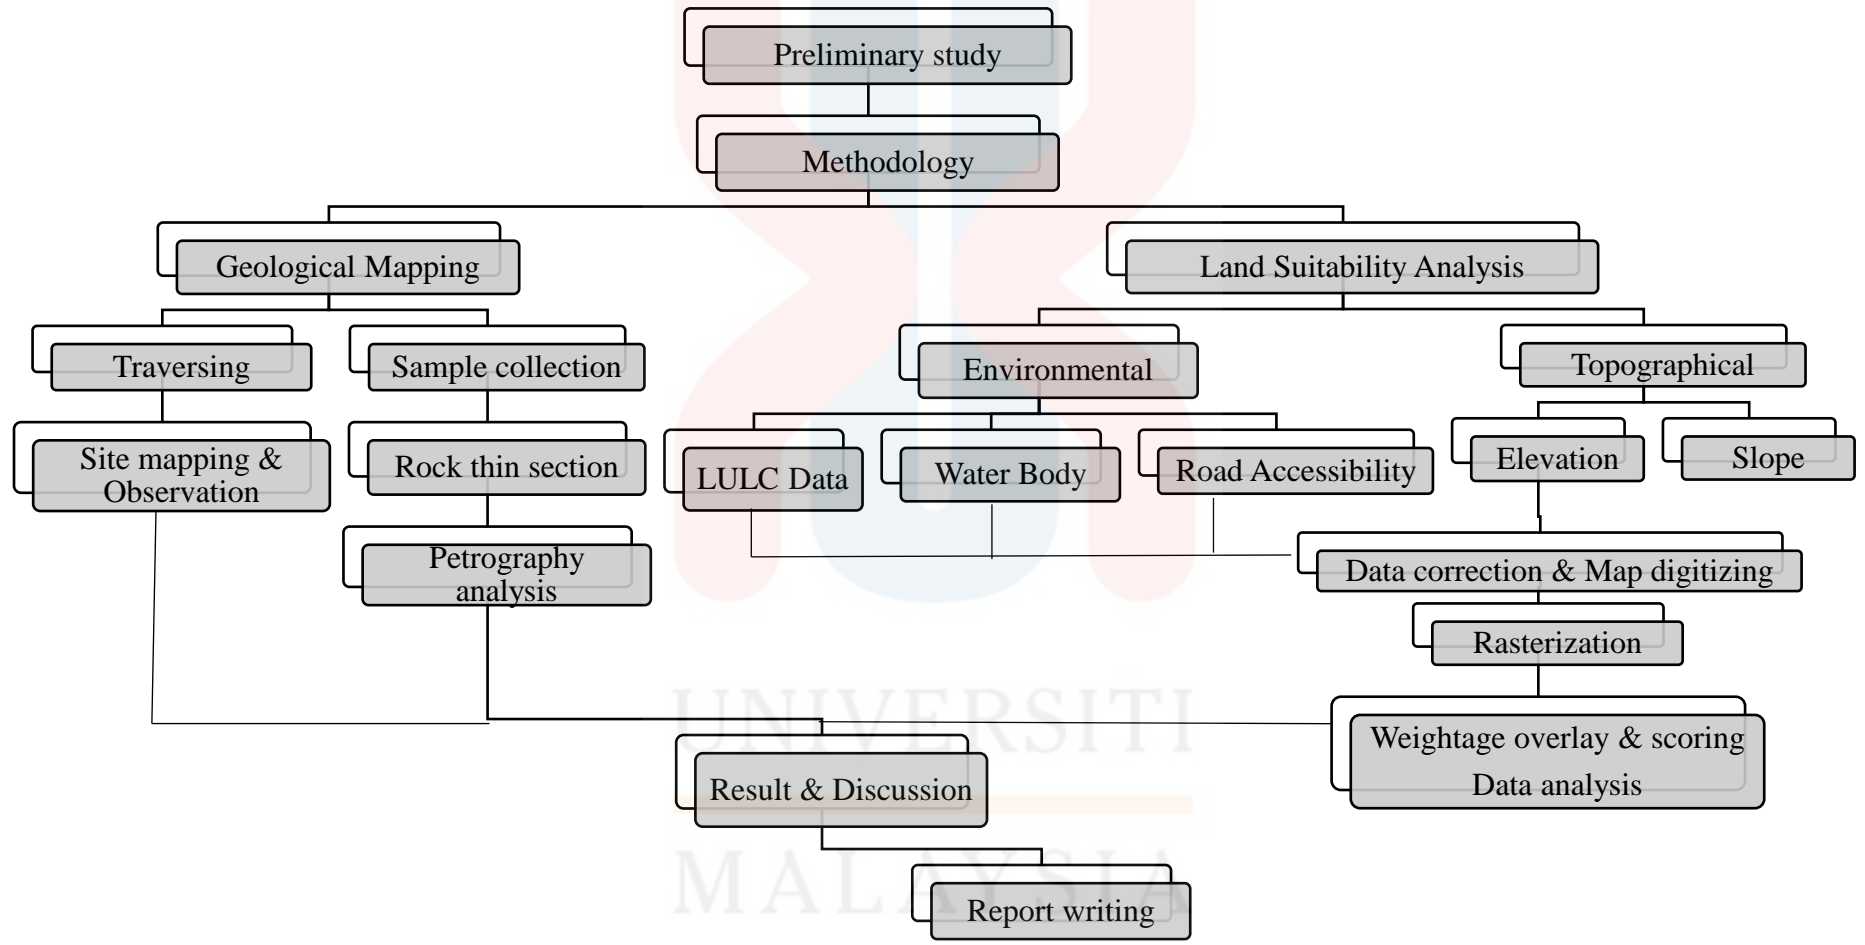 Preliminary study
Methodology
Geological Mapping
Land Suitability Analysis
Traversing
Sample collection
Environmental
Topographical
Site mapping &
Observation
Rock thin section
LULC Data
Water Body
Road Accessibility
Elevation
Slope
Petrography
analysis
Data correction & Map digitizing
Rasterization
Weightage overlay & scoring
Data analysis
UNIVERSITI
Result & Discussion
MALAYSIA
Report writing